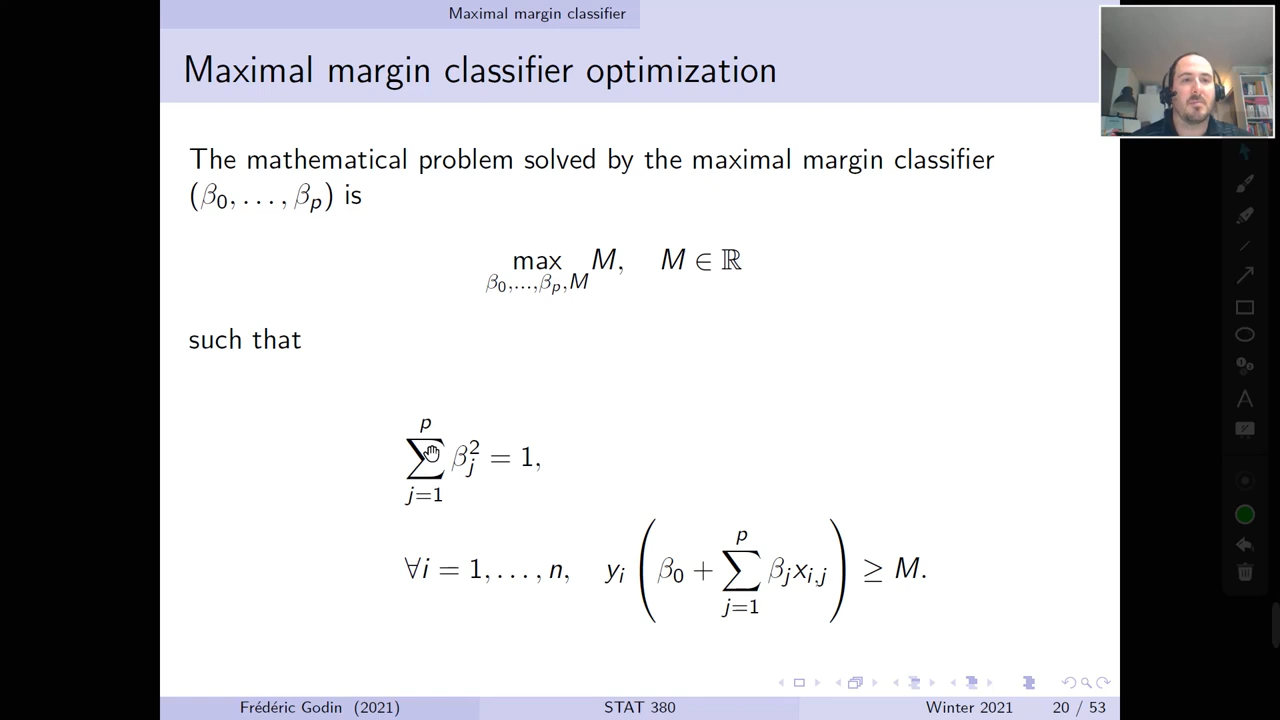 Maximal margin classifier
Maximal margin classifier optimization
The mathematical problem solved by the maximal margin classifier
(β₀, . . . , βₚ) is
max M, M ∈ ℝ
β₀,...,βₚ,M
such that
p
∑ βⱼ² = 1,
j=1
p
∀i = 1, . . . , n, yᵢ (β₀ + ∑ βⱼxᵢ,ⱼ) ≥ M.
j=1
Frédéric Godin (2021) STAT 380 Winter 2021 20 / 53